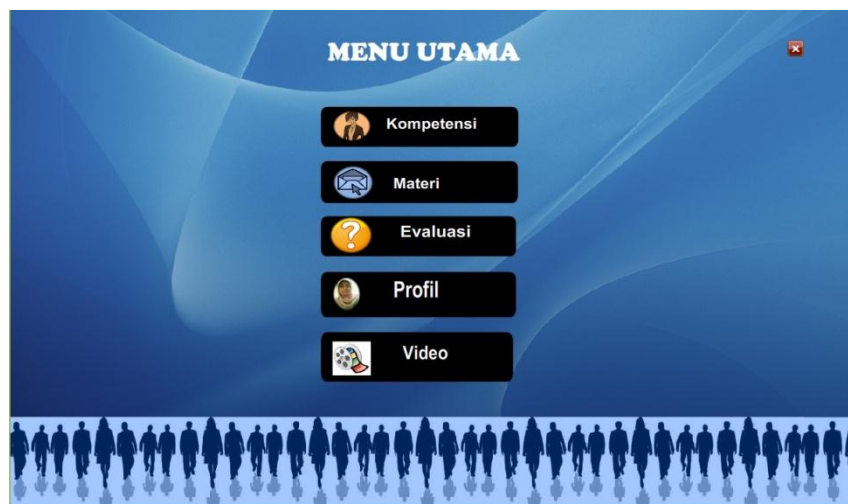 MENU UTAMA
Kompetensi
Materi
Evaluasi
Profil
Video